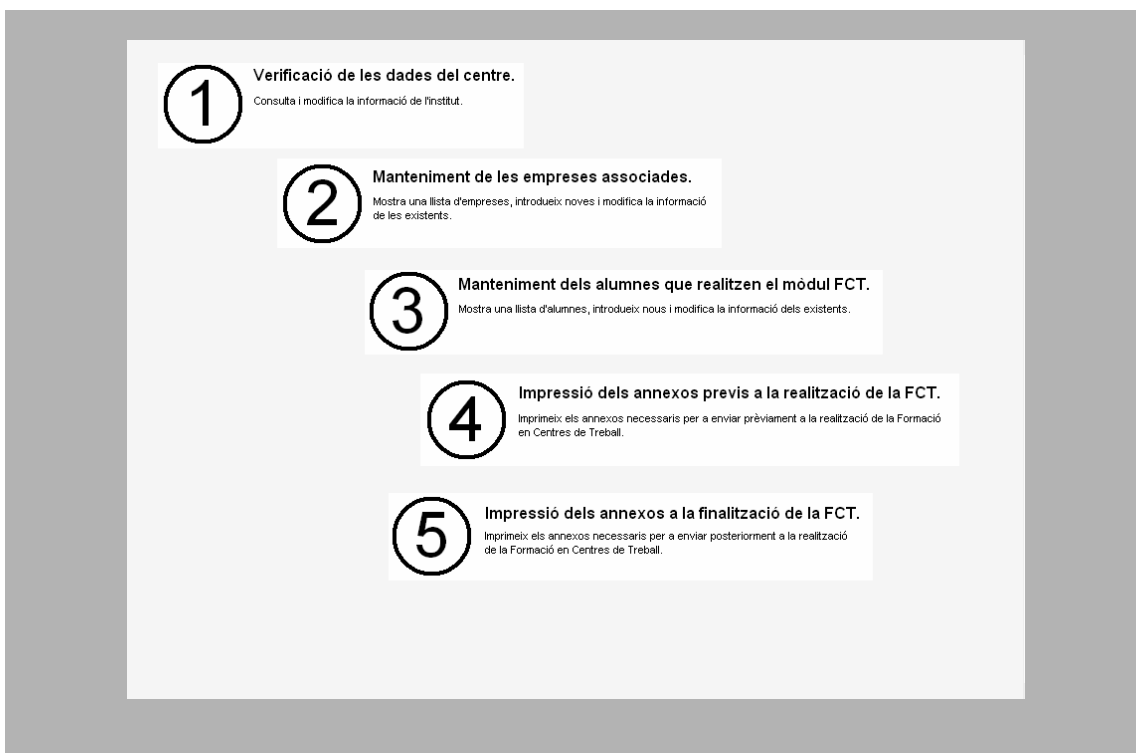 1
Verificació de les dades del centre.
Consulta i modifica la informació de l'institut.
2
Manteniment de les empreses associades.
Mostra una llista d'empreses, introdueix noves i modifica la informació
de les existents.
3
Manteniment dels alumnes que realitzen el mòdul FCT.
Mostra una llista d'alumnes, introdueix nous i modifica la informació dels existents.
4
Impressió dels annexos previs a la realització de la FCT.
Imprimeix els annexos necessaris per a enviar prèviament a la realització de la Formació
en Centres de Treball.
5
Impressió dels annexos a la finalització de la FCT.
Imprimeix els annexos necessaris per a enviar posteriorment a la realització
de la Formació en Centres de Treball.